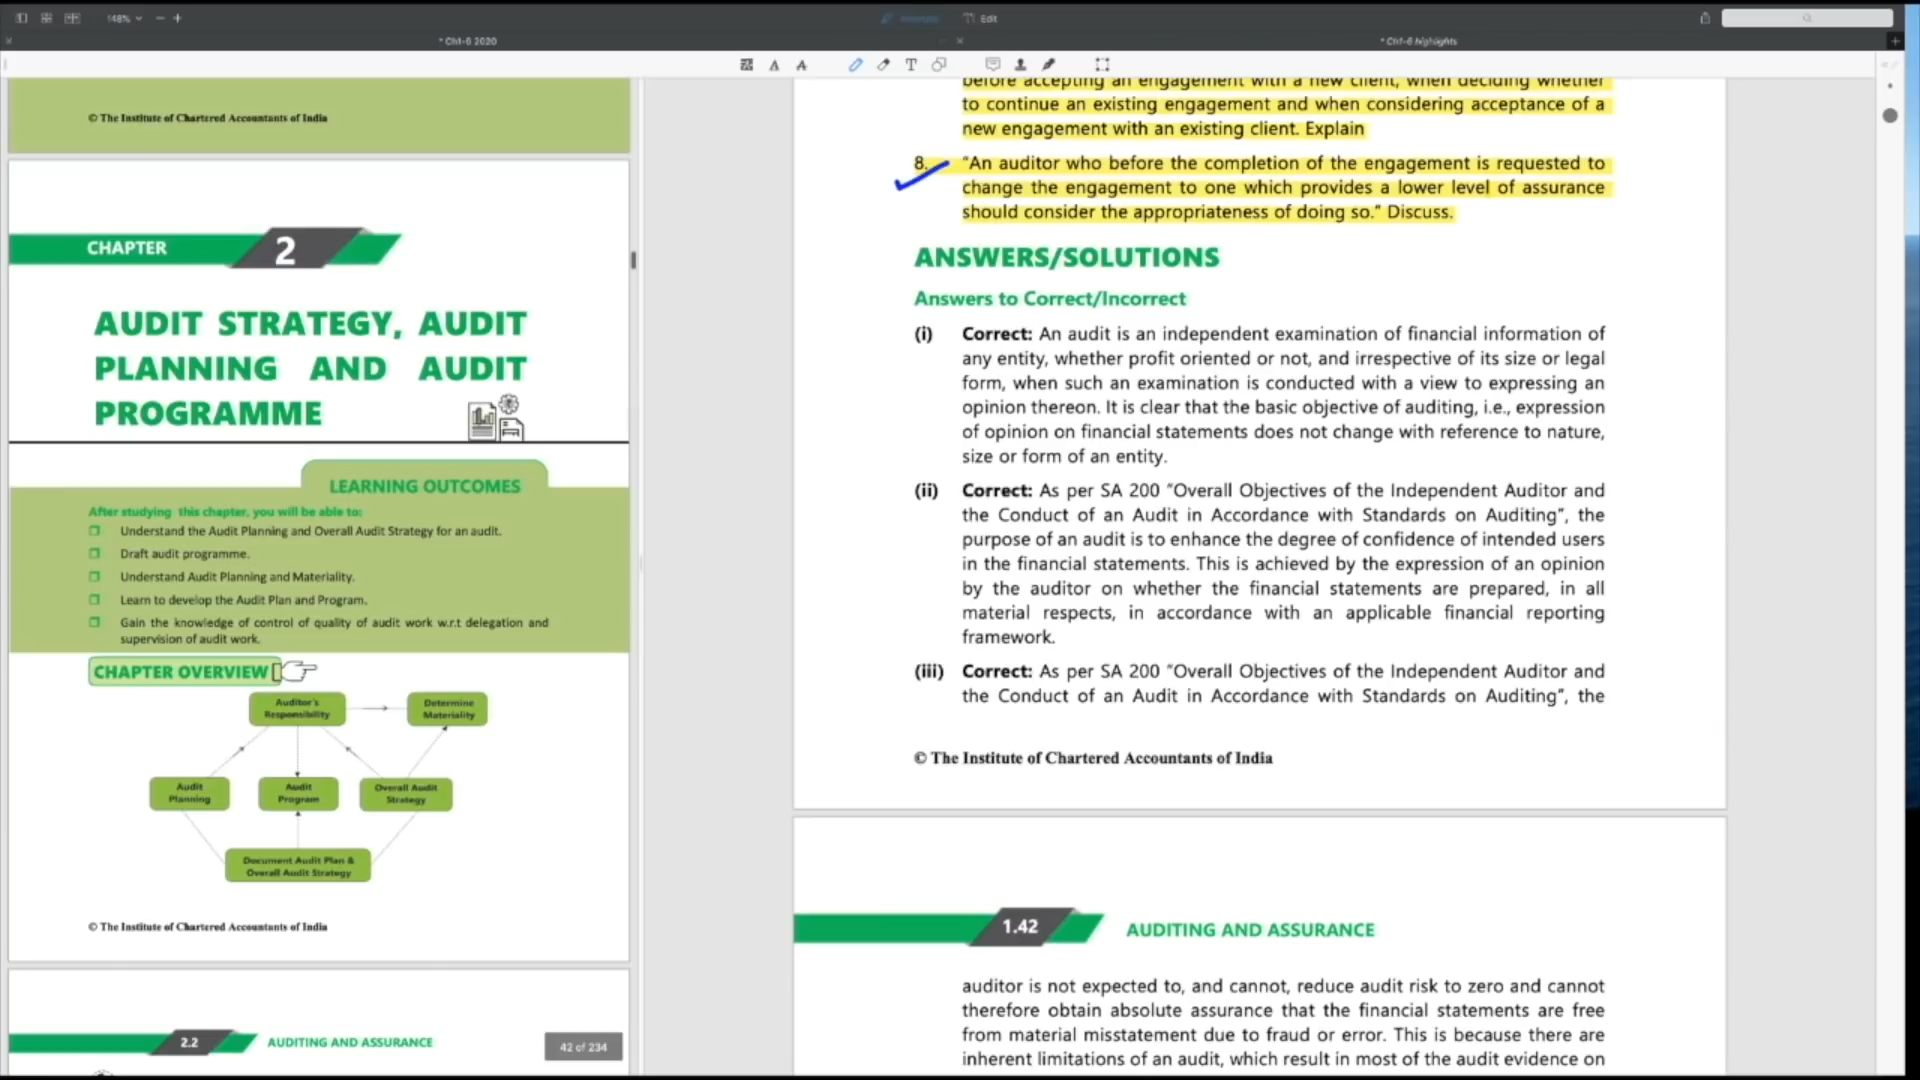 148%
Edit
* Ch1-6 2020
* Ch1-6 highlights
© The Institute of Chartered Accountants of India
CHAPTER 2
AUDIT STRATEGY, AUDIT
PLANNING AND AUDIT
PROGRAMME
LEARNING OUTCOMES
After studying this chapter, you will be able to:
Understand the Audit Planning and Overall Audit Strategy for an audit.
Draft audit programme.
Understand Audit Planning and Materiality.
Learn to develop the Audit Plan and Program.
Gain the knowledge of control of quality of audit work w.r.t delegation and
supervision of audit work.
CHAPTER OVERVIEW
Auditor's
Responsibility
Determine
Materiality
Audit
Planning
Audit
Program
Overall Audit
Strategy
Document Audit Plan &
Overall Audit Strategy
© The Institute of Chartered Accountants of India
2.2 AUDITING AND ASSURANCE
42 of 234
before accepting an engagement with a new client, when deciding whether
to continue an existing engagement and when considering acceptance of a
new engagement with an existing client. Explain
8. “An auditor who before the completion of the engagement is requested to
change the engagement to one which provides a lower level of assurance
should consider the appropriateness of doing so.” Discuss.
ANSWERS/SOLUTIONS
Answers to Correct/Incorrect
(i) Correct: An audit is an independent examination of financial information of
any entity, whether profit oriented or not, and irrespective of its size or legal
form, when such an examination is conducted with a view to expressing an
opinion thereon. It is clear that the basic objective of auditing, i.e., expression
of opinion on financial statements does not change with reference to nature,
size or form of an entity.
(ii) Correct: As per SA 200 “Overall Objectives of the Independent Auditor and
the Conduct of an Audit in Accordance with Standards on Auditing”, the
purpose of an audit is to enhance the degree of confidence of intended users
in the financial statements. This is achieved by the expression of an opinion
by the auditor on whether the financial statements are prepared, in all
material respects, in accordance with an applicable financial reporting
framework.
(iii) Correct: As per SA 200 “Overall Objectives of the Independent Auditor and
the Conduct of an Audit in Accordance with Standards on Auditing”, the
© The Institute of Chartered Accountants of India
1.42 AUDITING AND ASSURANCE
auditor is not expected to, and cannot, reduce audit risk to zero and cannot
therefore obtain absolute assurance that the financial statements are free
from material misstatement due to fraud or error. This is because there are
inherent limitations of an audit, which result in most of the audit evidence on